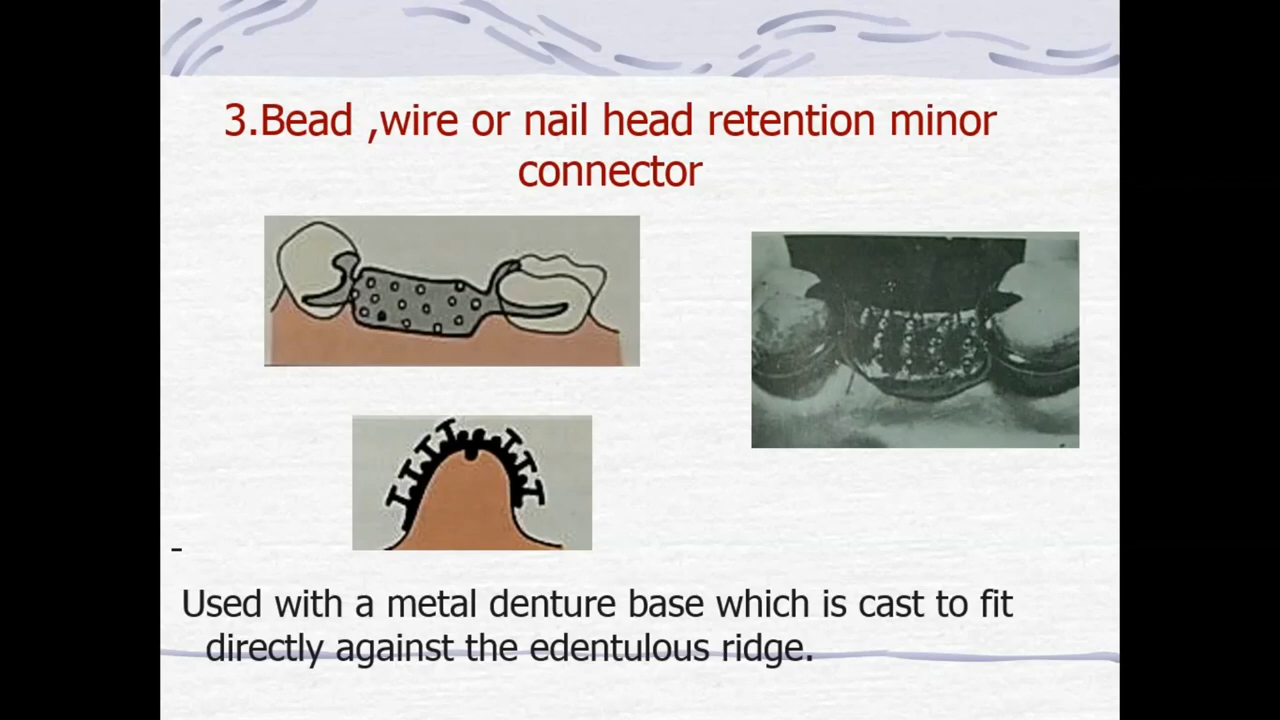 3.Bead ,wire or nail head retention minor
connector
-
Used with a metal denture base which is cast to fit
directly against the edentulous ridge.